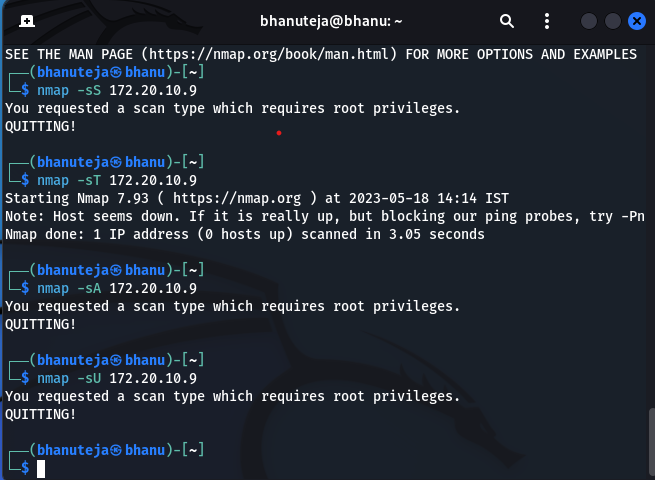 bhanuteja@bhanu: ~
SEE THE MAN PAGE (https://nmap.org/book/man.html) FOR MORE OPTIONS AND EXAMPLES
┌──(bhanuteja㉿bhanu)-[~]
└─$ nmap -sS 172.20.10.9
You requested a scan type which requires root privileges.
QUITTING!
┌──(bhanuteja㉿bhanu)-[~]
└─$ nmap -sT 172.20.10.9
Starting Nmap 7.93 ( https://nmap.org ) at 2023-05-18 14:14 IST
Note: Host seems down. If it is really up, but blocking our ping probes, try -Pn
Nmap done: 1 IP address (0 hosts up) scanned in 3.05 seconds
┌──(bhanuteja㉿bhanu)-[~]
└─$ nmap -sA 172.20.10.9
You requested a scan type which requires root privileges.
QUITTING!
┌──(bhanuteja㉿bhanu)-[~]
└─$ nmap -sU 172.20.10.9
You requested a scan type which requires root privileges.
QUITTING!
┌──(bhanuteja㉿bhanu)-[~]
└─$